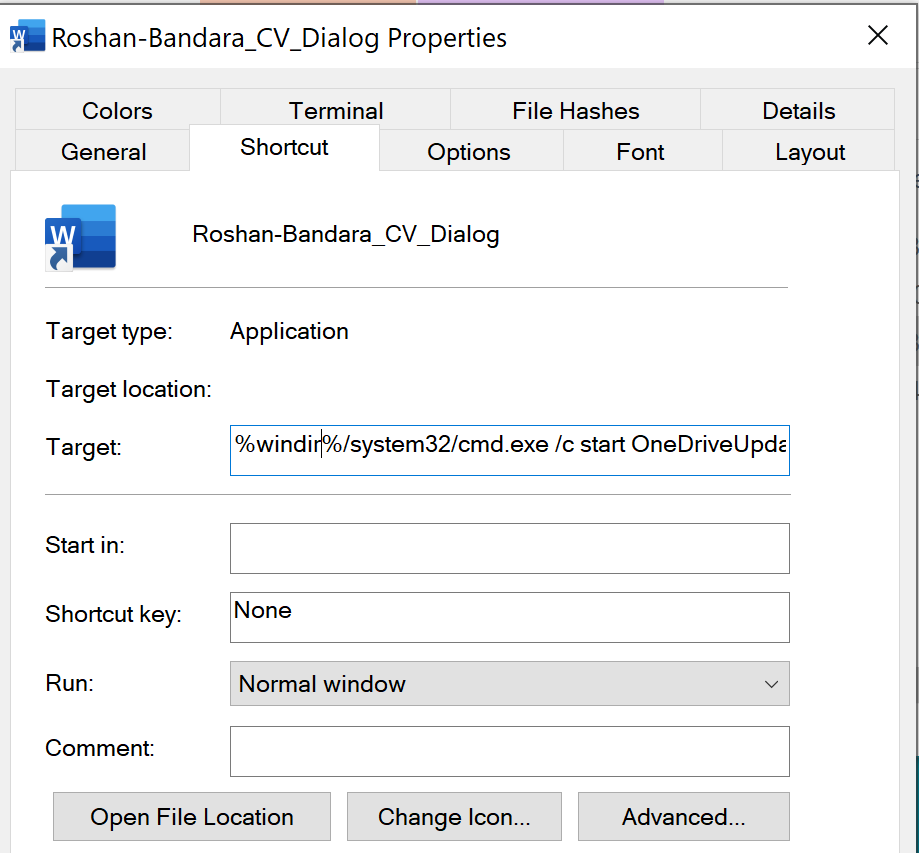 Roshan-Bandara_CV_Dialog Properties
Colors Terminal File Hashes Details
General Shortcut Options Font Layout
W
Roshan-Bandara_CV_Dialog
Target type: Application
Target location:
Target: %windir%/system32/cmd.exe /c start OneDriveUpda
Start in:
Shortcut key: None
Run: Normal window
Comment:
Open File Location Change Icon... Advanced...